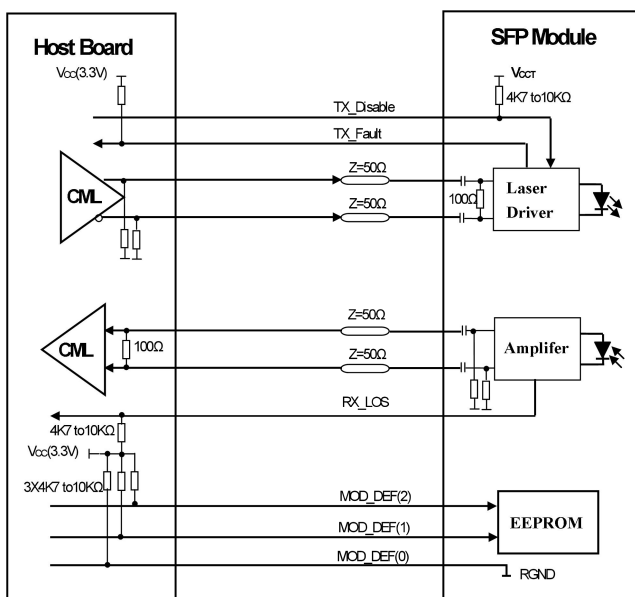 Host Board
SFP Module
Vcc(3.3V)
VCCT
4K7 to10KΩ
TX_Disable
TX_Fault
CML
Z=50Ω
Z=50Ω
100Ω
Laser
Driver
Z=50Ω
Z=50Ω
CML
100Ω
Amplifer
RX_LOS
4K7 to10KΩ
Vcc(3.3V)
3X4K7 to10KΩ
MOD_DEF(2)
MOD_DEF(1)
EEPROM
MOD_DEF(0)
RGND